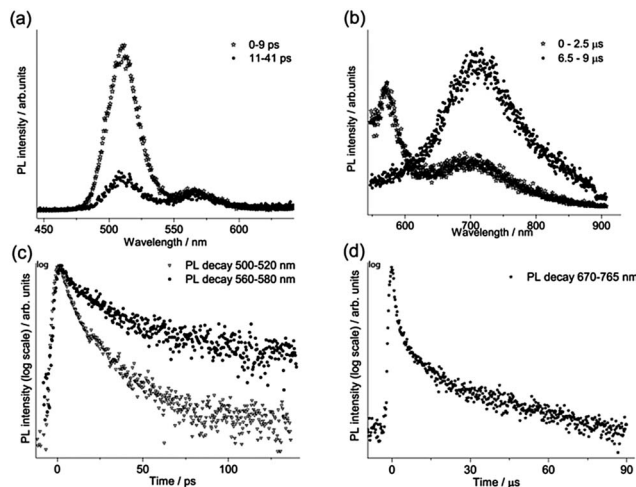 (a)
☆ 0-9 ps
• 11-41 ps
PL intensity / arb.units
450 500 550 600
Wavelength / nm
(b)
☆ 0 - 2.5 µs
• 6.5 - 9 µs
PL intensity / arb.units
600 700 800 900
Wavelength / nm
(c)
log
▽ PL decay 500-520 nm
• PL decay 560-580 nm
PL intensity (log scale) / arb. units
0 50 100
Time / ps
(d)
log
• PL decay 670-765 nm
PL intensity (log scale) / arb. units
0 30 60 90
Time / µs